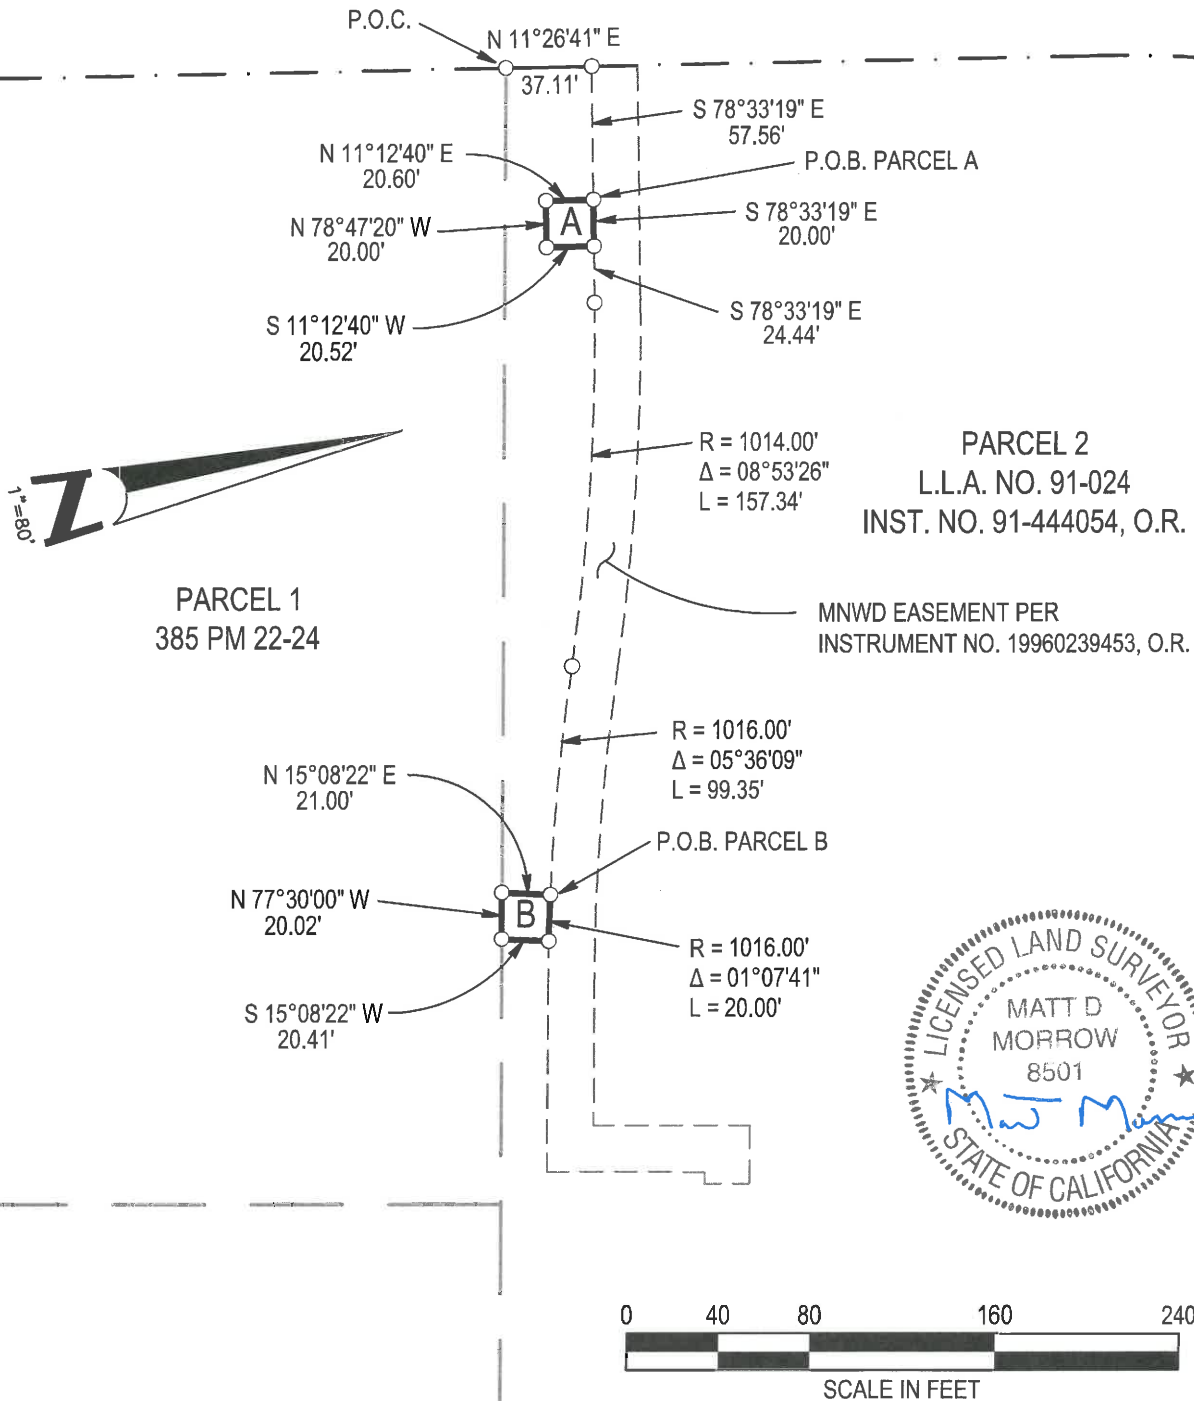 P.O.C.
N 11°26'41" E
37.11'
S 78°33'19" E
57.56'
N 11°12'40" E
20.60'
P.O.B. PARCEL A
N 78°47'20" W
20.00'
A
S 78°33'19" E
20.00'
S 11°12'40" W
20.52'
S 78°33'19" E
24.44'
R = 1014.00'
Δ = 08°53'26"
L = 157.34'
PARCEL 2
L.L.A. NO. 91-024
INST. NO. 91-444054, O.R.
N
1"=80'
PARCEL 1
385 PM 22-24
MNWD EASEMENT PER
INSTRUMENT NO. 19960239453, O.R.
R = 1016.00'
Δ = 05°36'09"
L = 99.35'
N 15°08'22" E
21.00'
P.O.B. PARCEL B
N 77°30'00" W
20.02'
B
R = 1016.00'
Δ = 01°07'41"
L = 20.00'
S 15°08'22" W
20.41'
LICENSED LAND SURVEYOR
MATT D
MORROW
8501
STATE OF CALIFORNIA
0 40 80 160 240
SCALE IN FEET